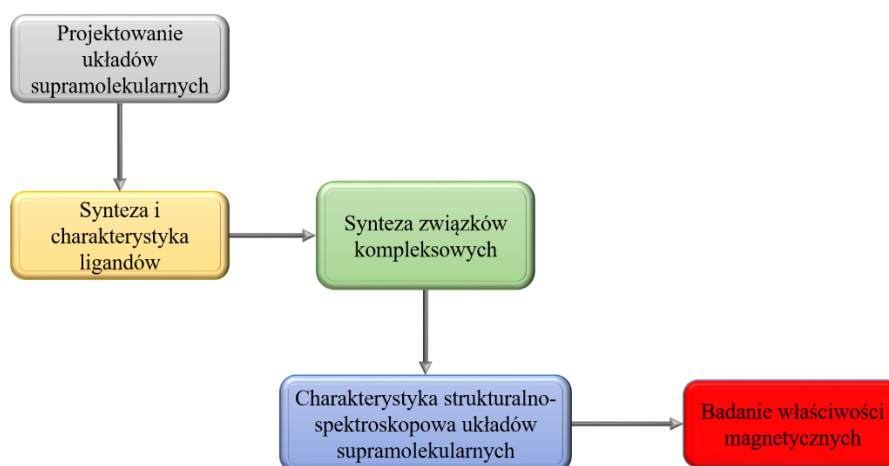 Projektowanie
układów
supramolekularnych
Synteza i
charakterystyka
ligandów
Synteza związków
kompleksowych
Charakterystyka strukturalno-
spektroskopowa układów
supramolekularnych
Badanie właściwości
magnetycznych